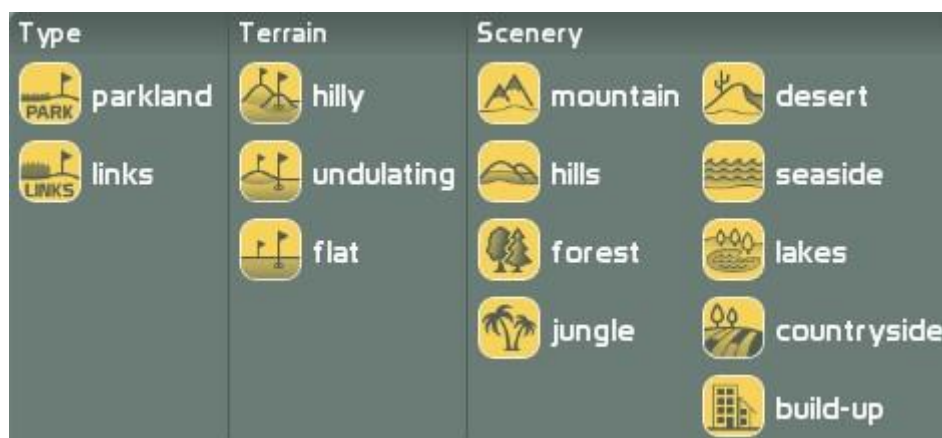 Type
PARK parkland
LINKS links
Terrain
hilly
undulating
flat
Scenery
mountain
hills
forest
jungle
desert
seaside
lakes
countryside
build-up